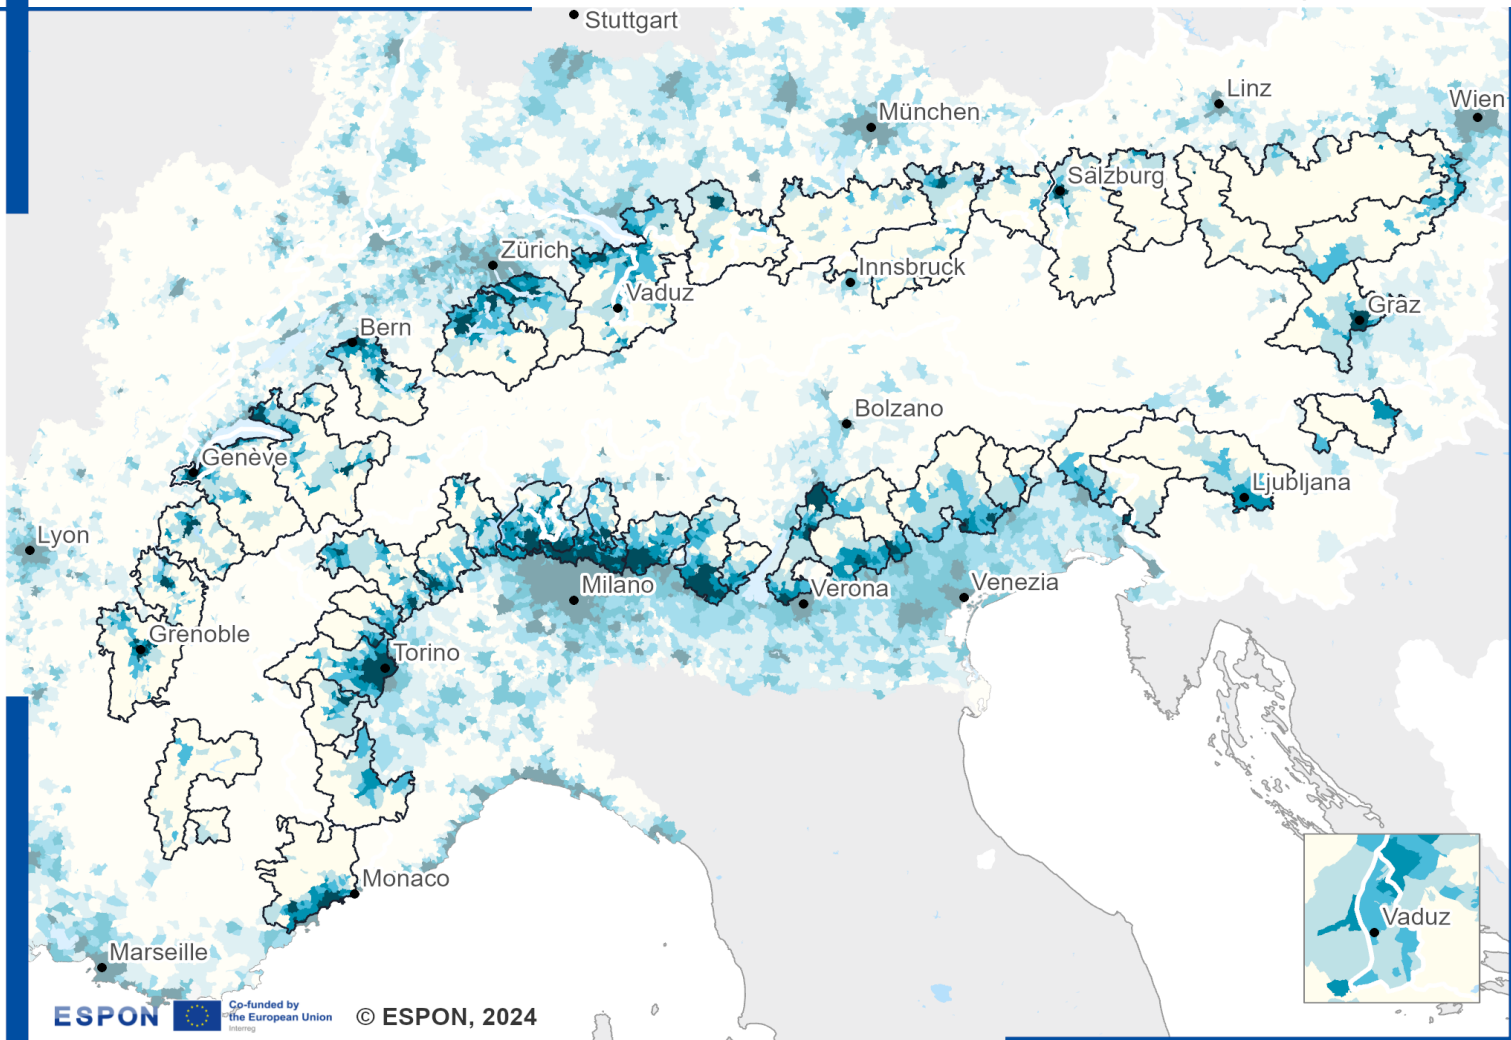 Stuttgart
Linz
Wien
München
Salzburg
Zürich
Innsbruck
Vaduz
Graz
Bern
Bolzano
Genève
Ljubljana
Lyon
Milano
Verona
Venezia
Grenoble
Torino
Monaco
Vaduz
Marseille
ESPON
Co-funded by
the European Union
Interreg
© ESPON, 2024